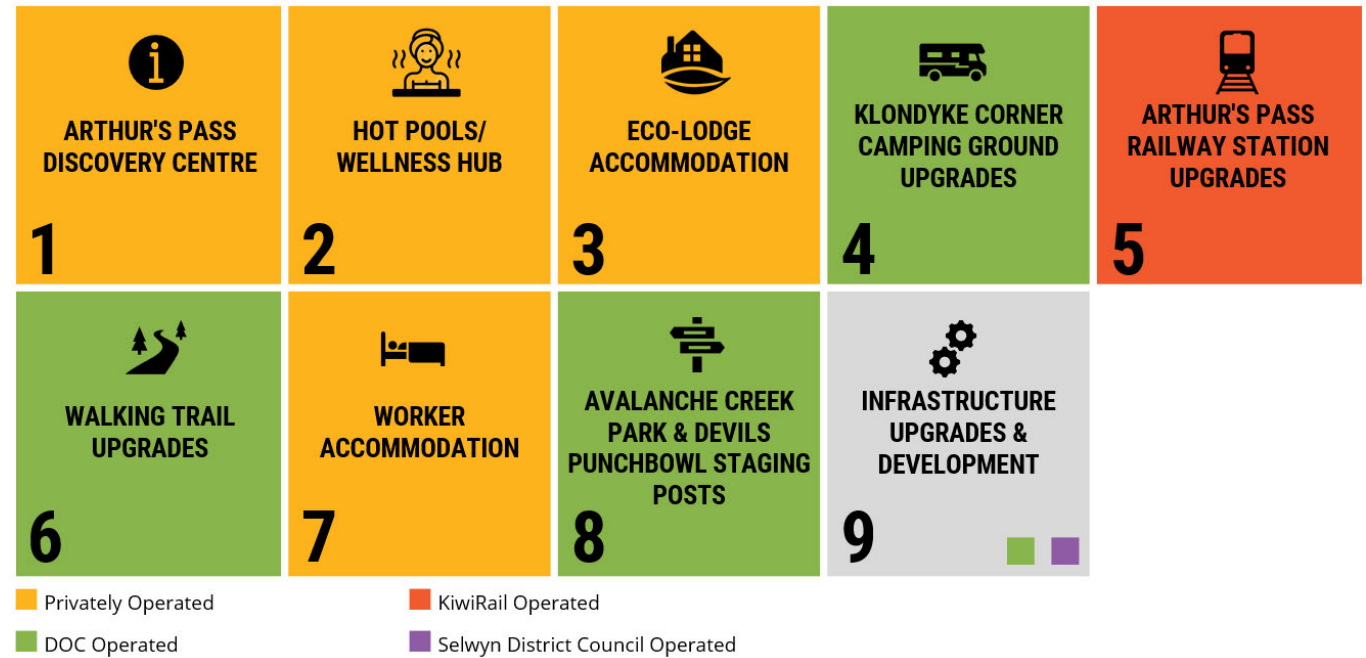 ARTHUR'S PASS
DISCOVERY CENTRE
1
HOT POOLS/
WELLNESS HUB
2
ECO-LODGE
ACCOMMODATION
3
KLONDYKE CORNER
CAMPING GROUND
UPGRADES
4
ARTHUR'S PASS
RAILWAY STATION
UPGRADES
5
WALKING TRAIL
UPGRADES
6
WORKER
ACCOMMODATION
7
AVALANCHE CREEK
PARK & DEVILS
PUNCHBOWL STAGING
POSTS
8
INFRASTRUCTURE
UPGRADES &
DEVELOPMENT
9
Privately Operated
KiwiRail Operated
DOC Operated
Selwyn District Council Operated